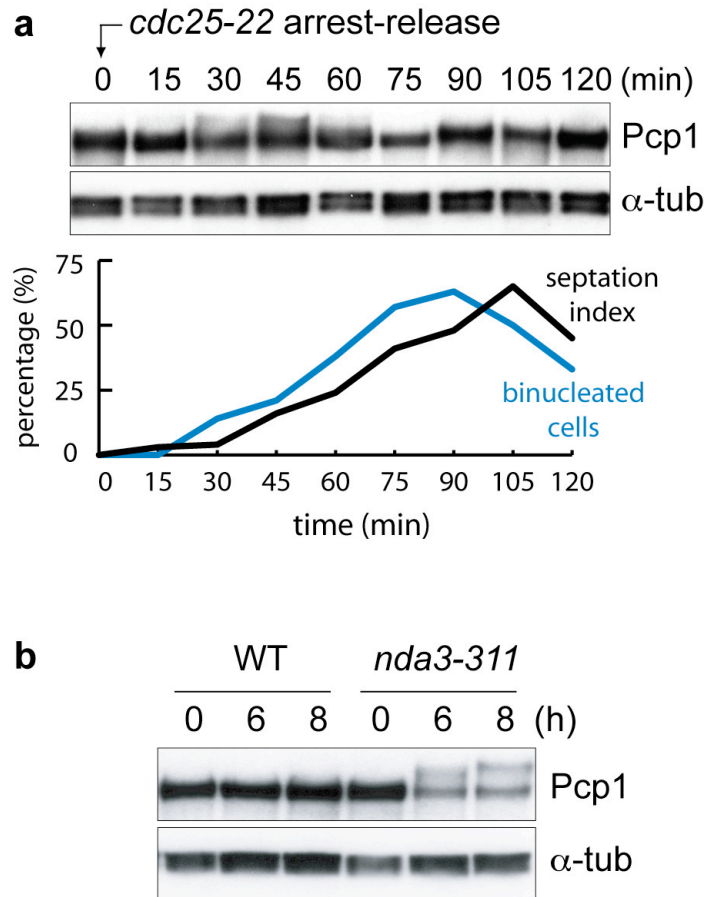 a
cdc25-22 arrest-release
0 15 30 45 60 75 90 105 120 (min)
Pcp1
α-tub
75
50
25
0
percentage (%)
septation
index
binucleated
cells
0 15 30 45 60 75 90 105 120
time (min)
b
WT nda3-311
0 6 8 0 6 8 (h)
Pcp1
α-tub